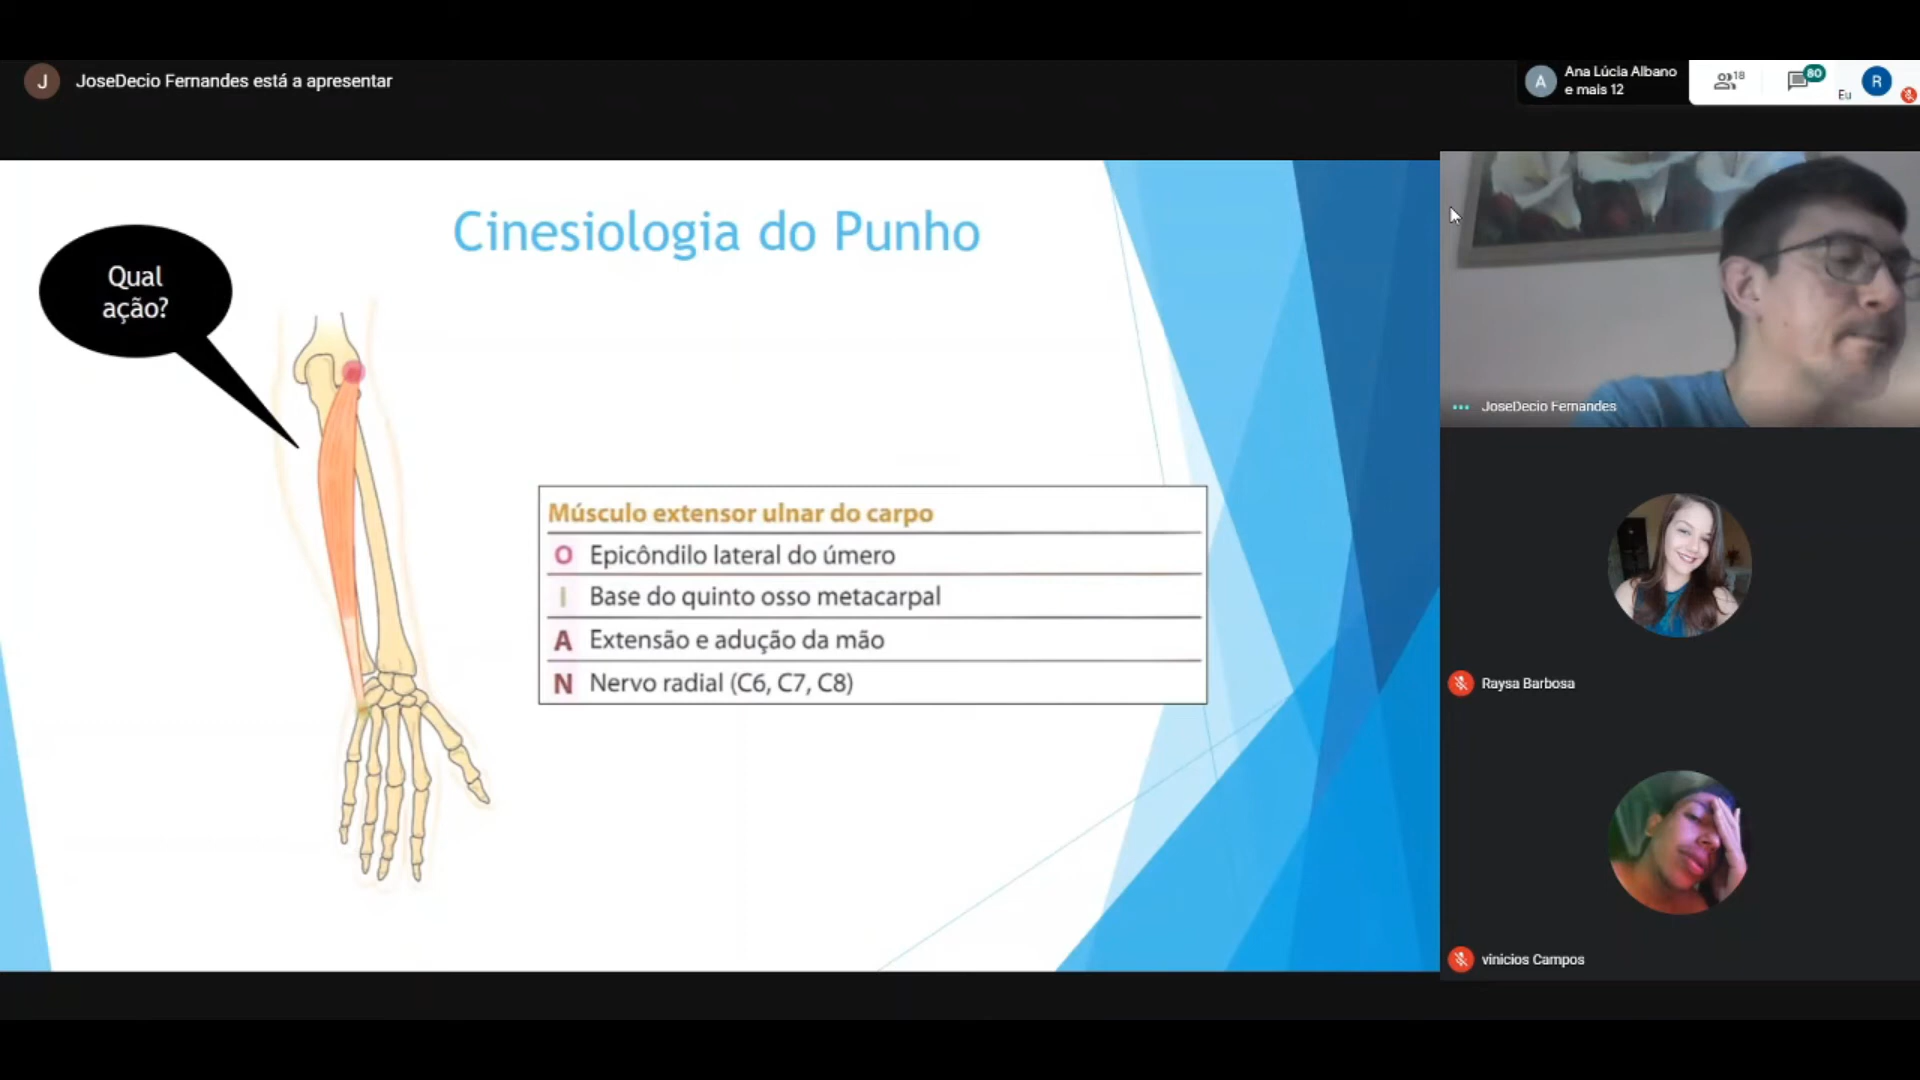 J JoseDecio Fernandes está a apresentar
A Ana Lúcia Albano
e mais 12
18
80
Eu
R
Cinesiologia do Punho
Qual
ação?
Músculo extensor ulnar do carpo
O Epicôndilo lateral do úmero
I Base do quinto osso metacarpal
A Extensão e adução da mão
N Nervo radial (C6, C7, C8)
JoseDecio Fernandes
Raysa Barbosa
vinicios Campos